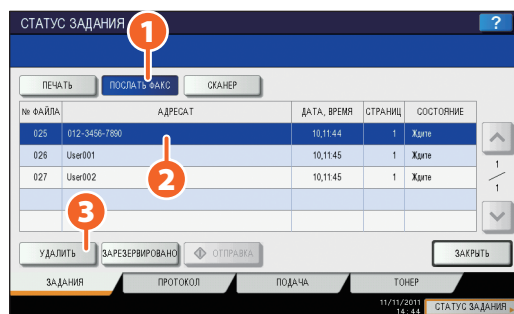 СТАТУС ЗАДАНИЯ
?
1
ПЕЧАТЬ ПОСЛАТЬ ФАКС СКАНЕР
№ ФАЙЛА АДРЕСАТ ДАТА, ВРЕМЯ СТРАНИЦ СОСТОЯНИЕ
025 012-3456-7890 10,11:44 1 Ждите
026 User001 10,11:45 1 Ждите
027 User002 10,11:45 1 Ждите
1
1
2
3
УДАЛИТЬ ЗАРЕЗЕРВИРОВАНО ОТПРАВКА ЗАКРЫТЬ
ЗАДАНИЯ ПРОТОКОЛ ПОДАЧА ТОНЕР
11/11/2011
14:44 СТАТУС ЗАДАНИЯ